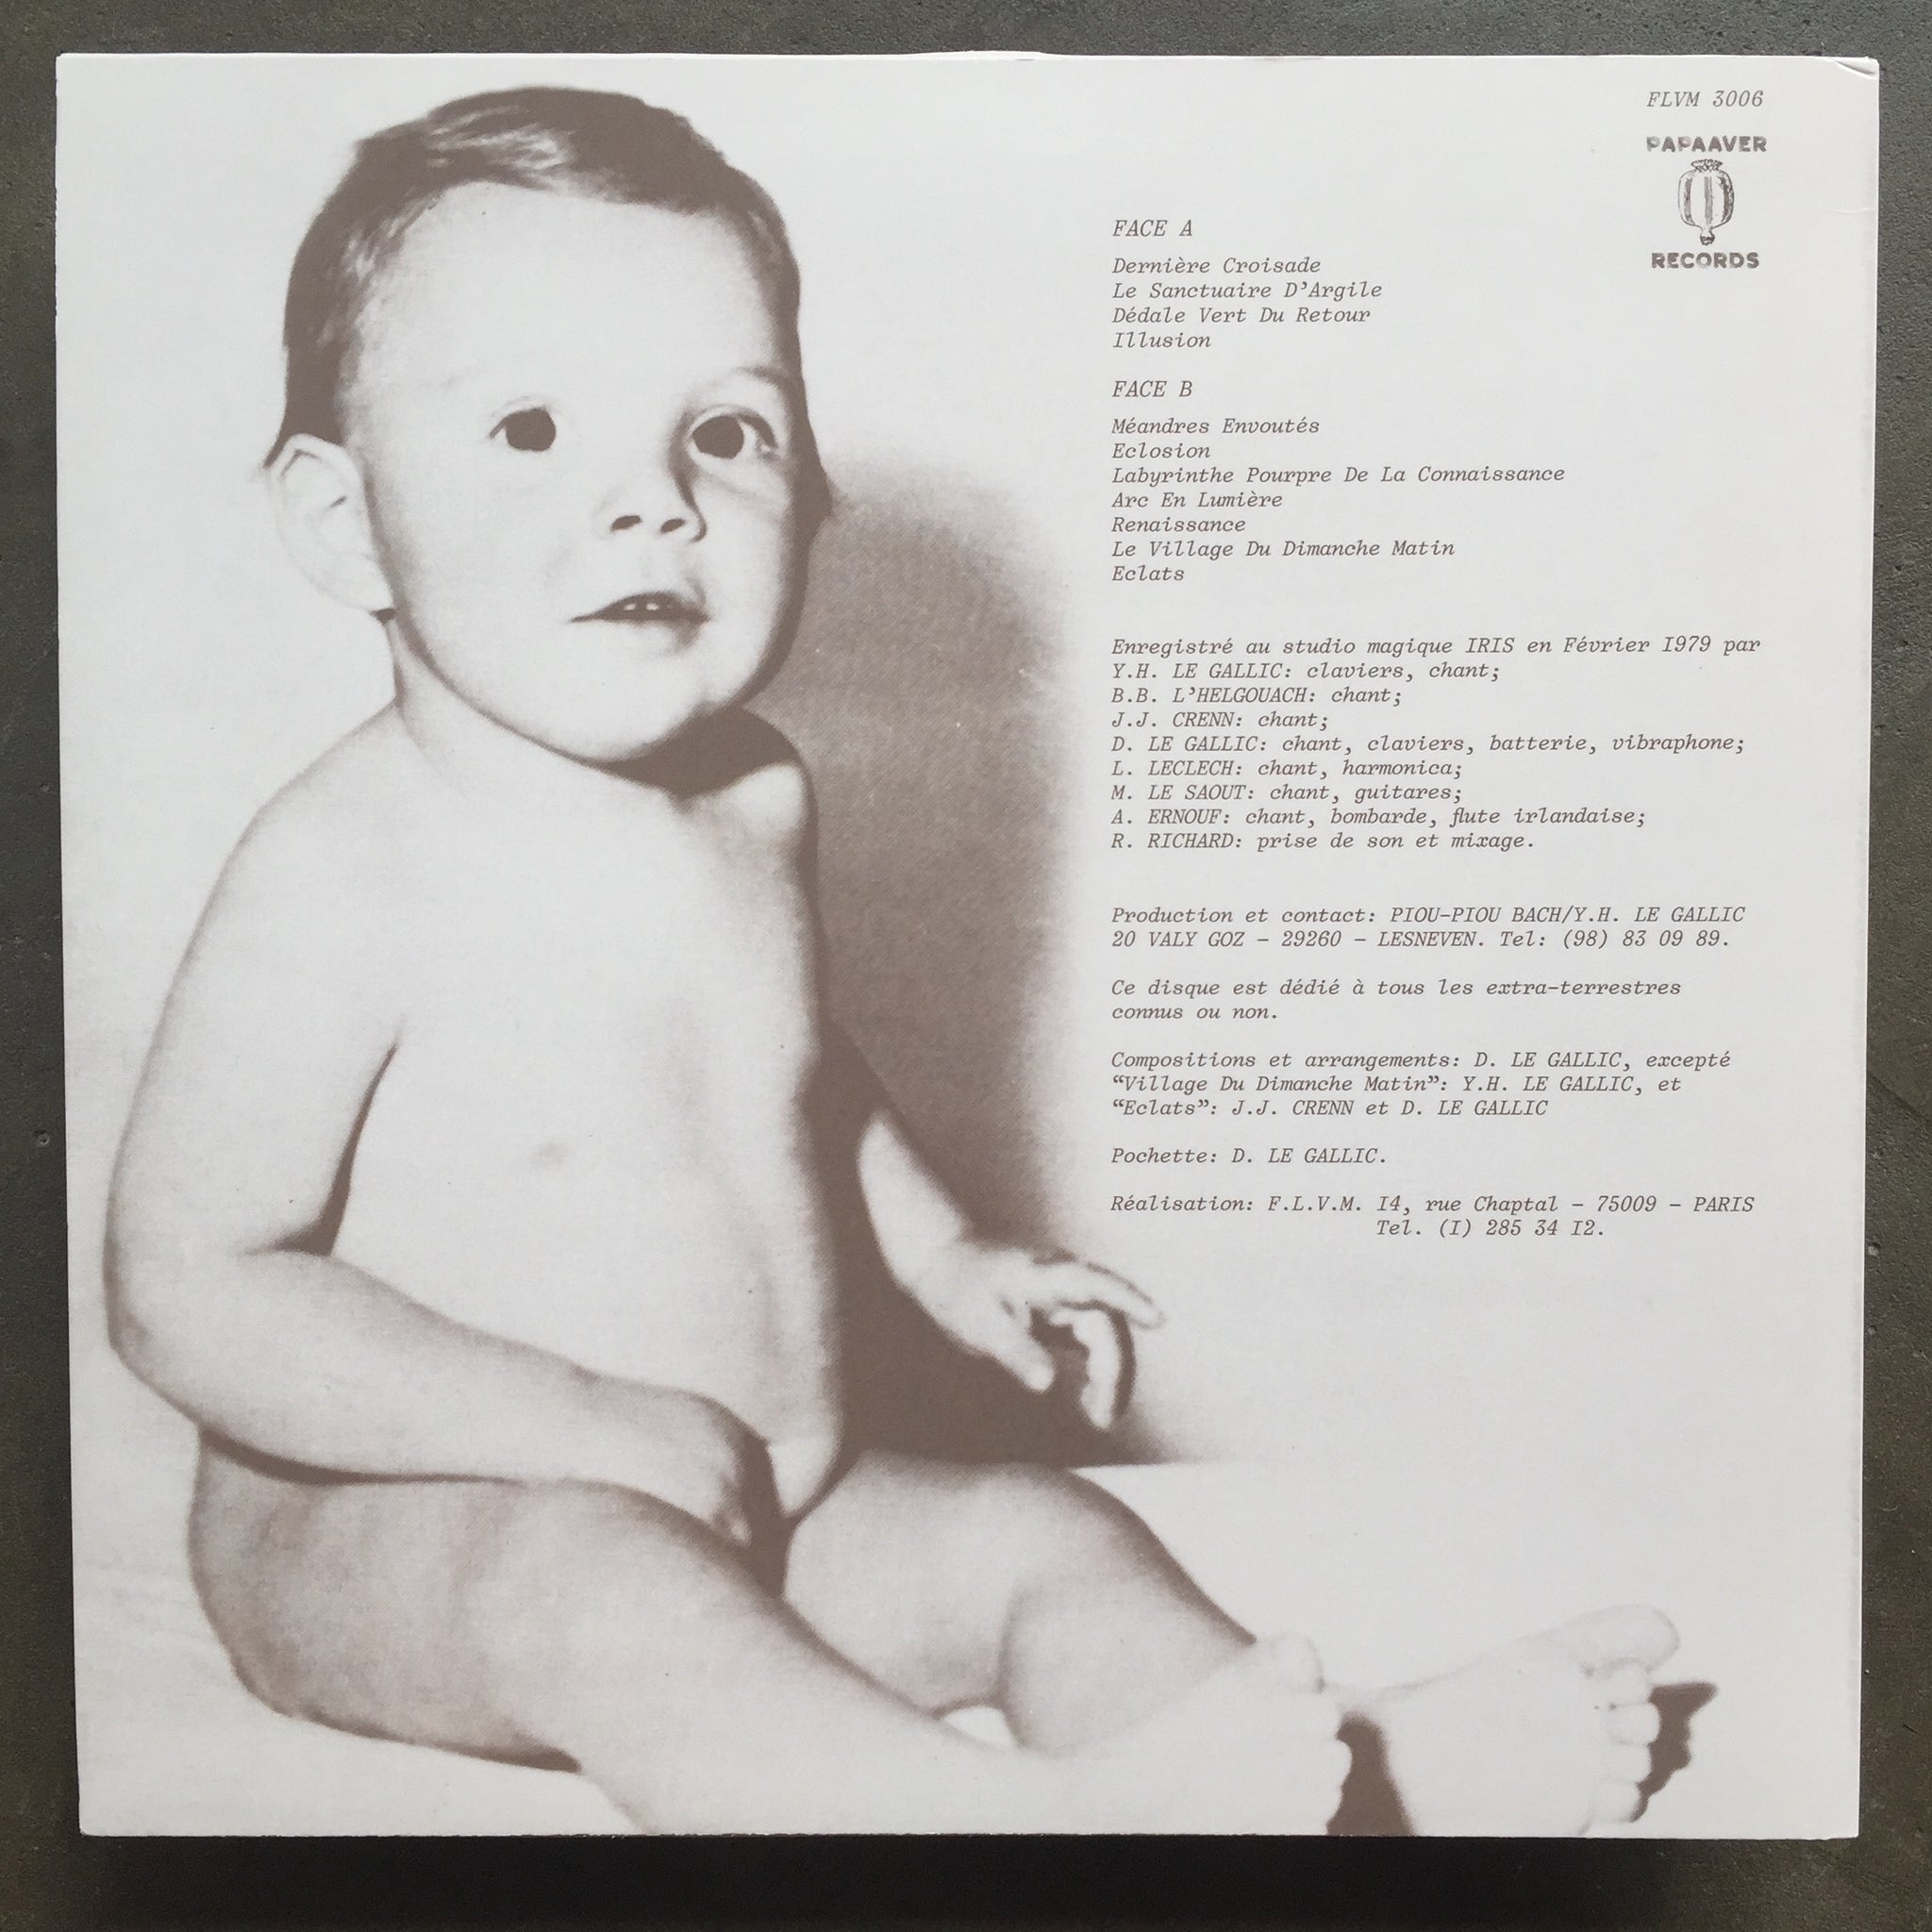 FLVM 3006
PAPAAVER
RECORDS
FACE A
Dernière Croisade
Le Sanctuaire D’Argile
Dédale Vert Du Retour
Illusion
FACE B
Méandres Envoutés
Eclosion
Labyrinthe Pourpre De La Connaissance
Arc En Lumière
Renaissance
Le Village Du Dimanche Matin
Eclats
Enregistré au studio magique IRIS en Février I979 par
Y.H. LE GALLIC: claviers, chant;
B.B. L’HELGOUACH: chant;
J.J. CRENN: chant;
D. LE GALLIC: chant, claviers, batterie, vibraphone;
L. LECLECH: chant, harmonica;
M. LE SAOUT: chant, guitares;
A. ERNOUF: chant, bombarde, flute irlandaise;
R. RICHARD: prise de son et mixage.
Production et contact: PIOU-PIOU BACH/Y.H. LE GALLIC
20 VALY GOZ – 29260 – LESNEVEN. Tel: (98) 83 09 89.
Ce disque est dédié à tous les extra-terrestres
connus ou non.
Compositions et arrangements: D. LE GALLIC, excepté
“Village Du Dimanche Matin”: Y.H. LE GALLIC, et
“Eclats”: J.J. CRENN et D. LE GALLIC
Pochette: D. LE GALLIC.
Réalisation: F.L.V.M. I4, rue Chaptal – 75009 – PARIS
Tel. (I) 285 34 I2.